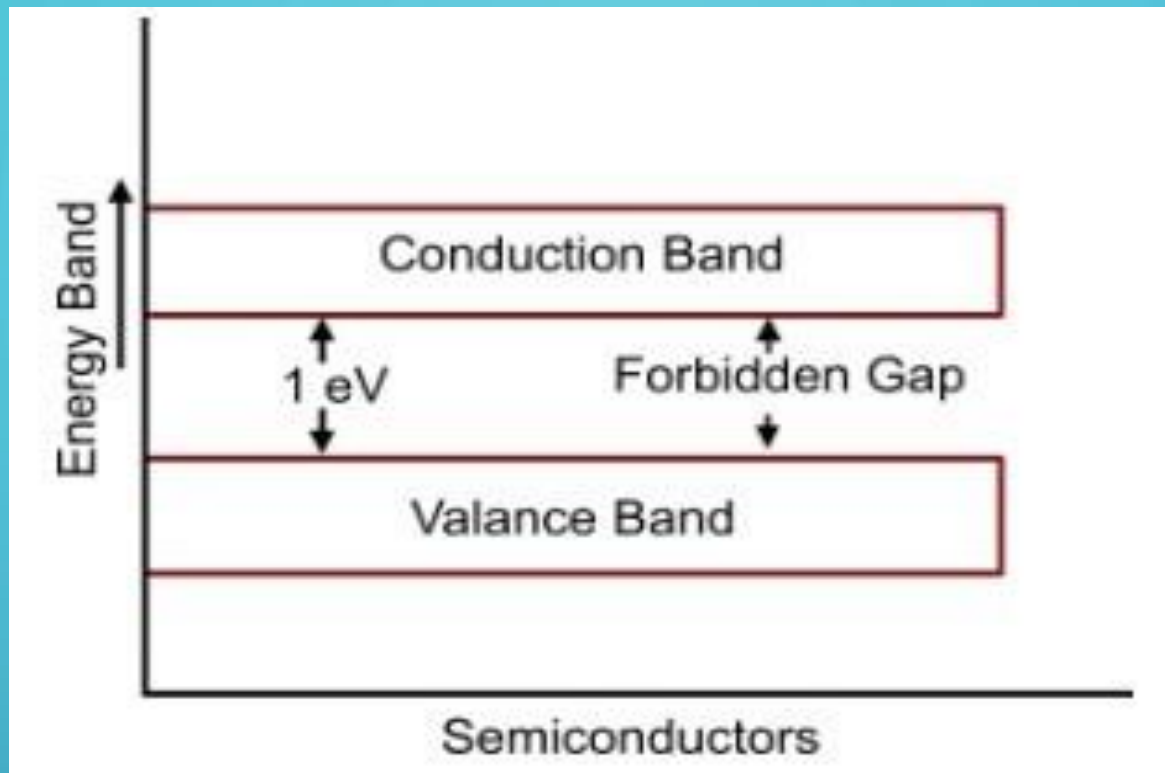 Energy Band
Conduction Band
1 eV
Forbidden Gap
Valance Band
Semiconductors